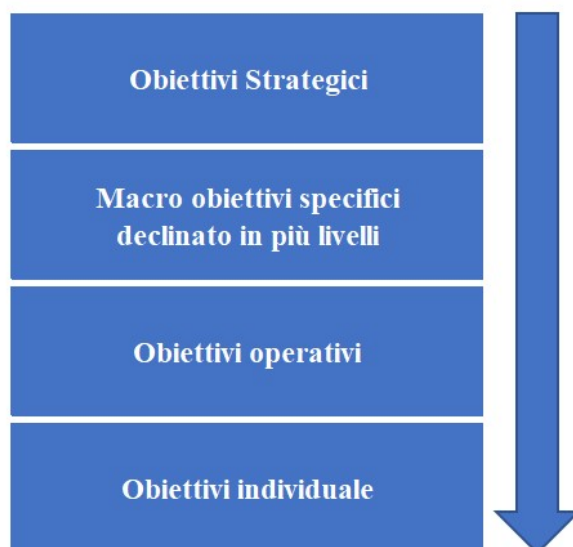 Obiettivi Strategici
Macro obiettivi specifici
declinato in più livelli
Obiettivi operativi
Obiettivi individuale